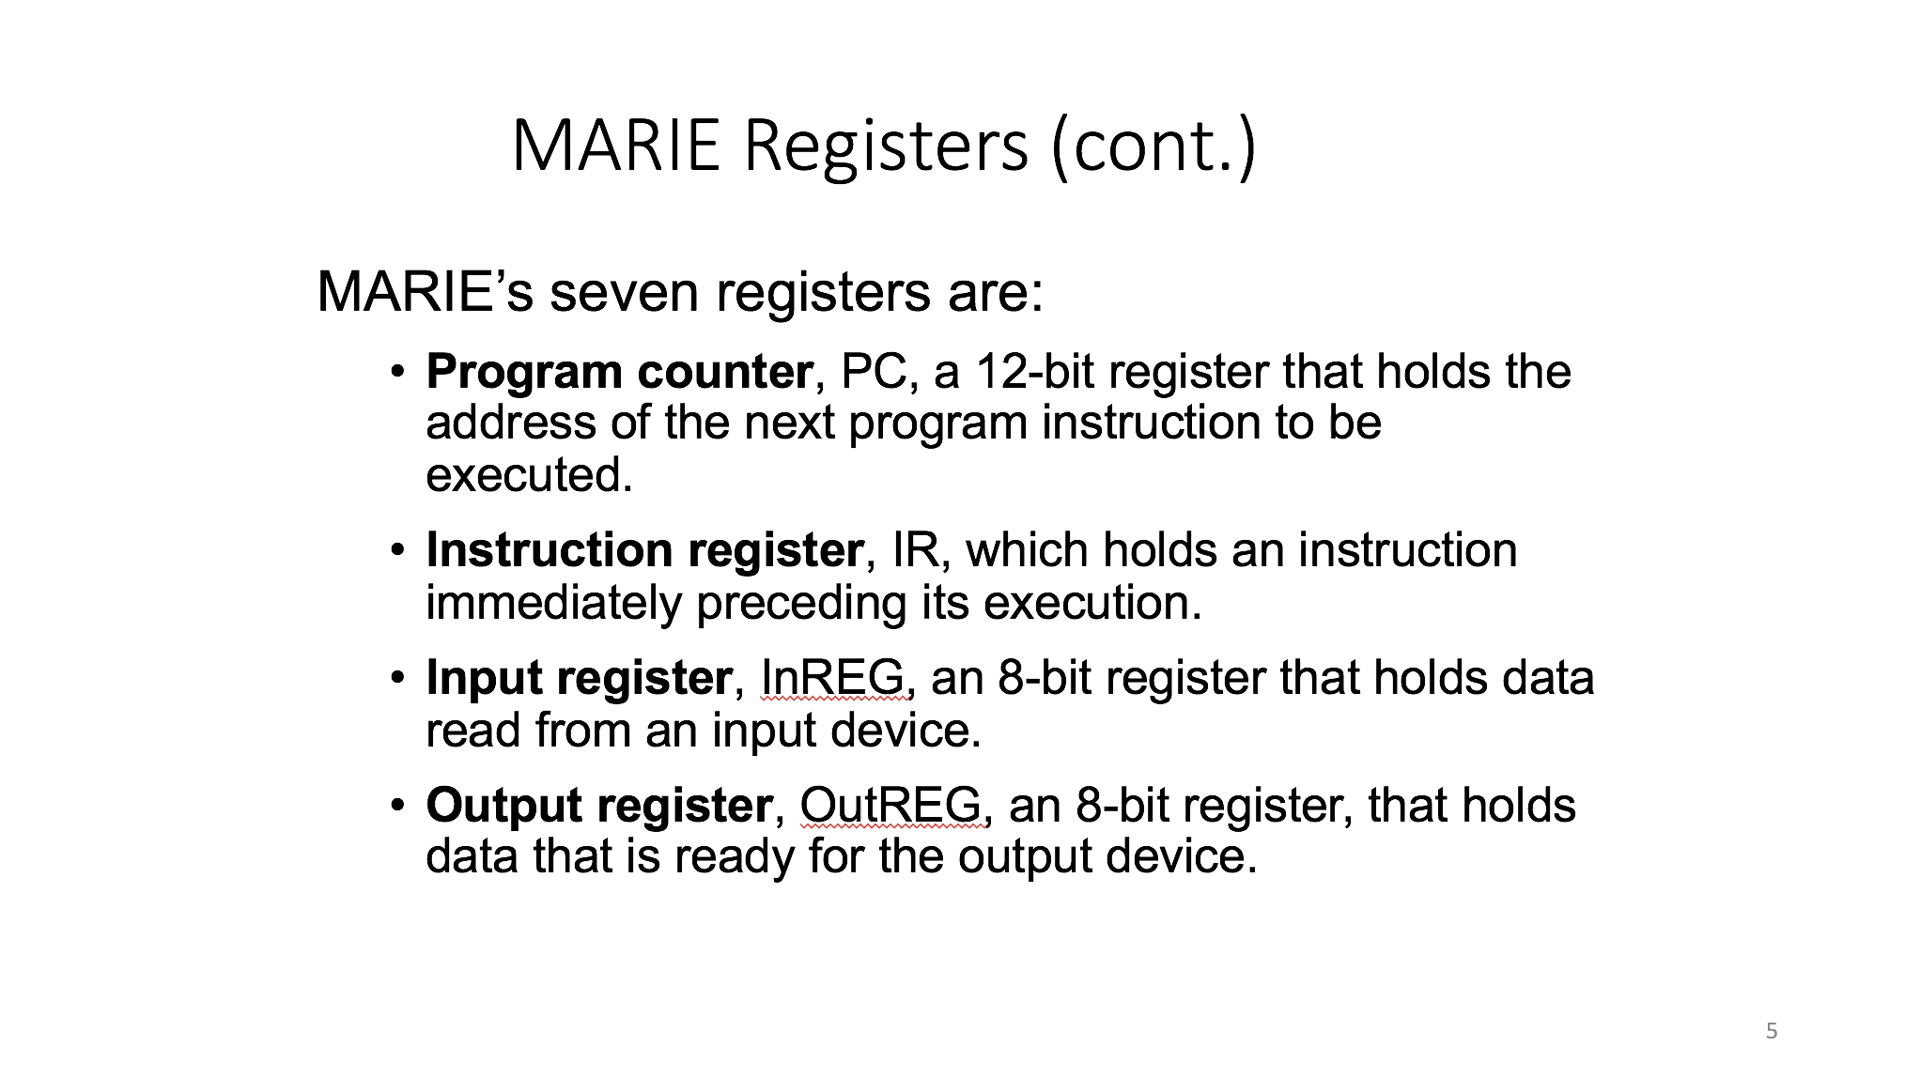 MARIE Registers (cont.)
MARIE’s seven registers are:
• Program counter, PC, a 12-bit register that holds the
address of the next program instruction to be
executed.
• Instruction register, IR, which holds an instruction
immediately preceding its execution.
• Input register, InREG, an 8-bit register that holds data
read from an input device.
• Output register, OutREG, an 8-bit register, that holds
data that is ready for the output device.
5